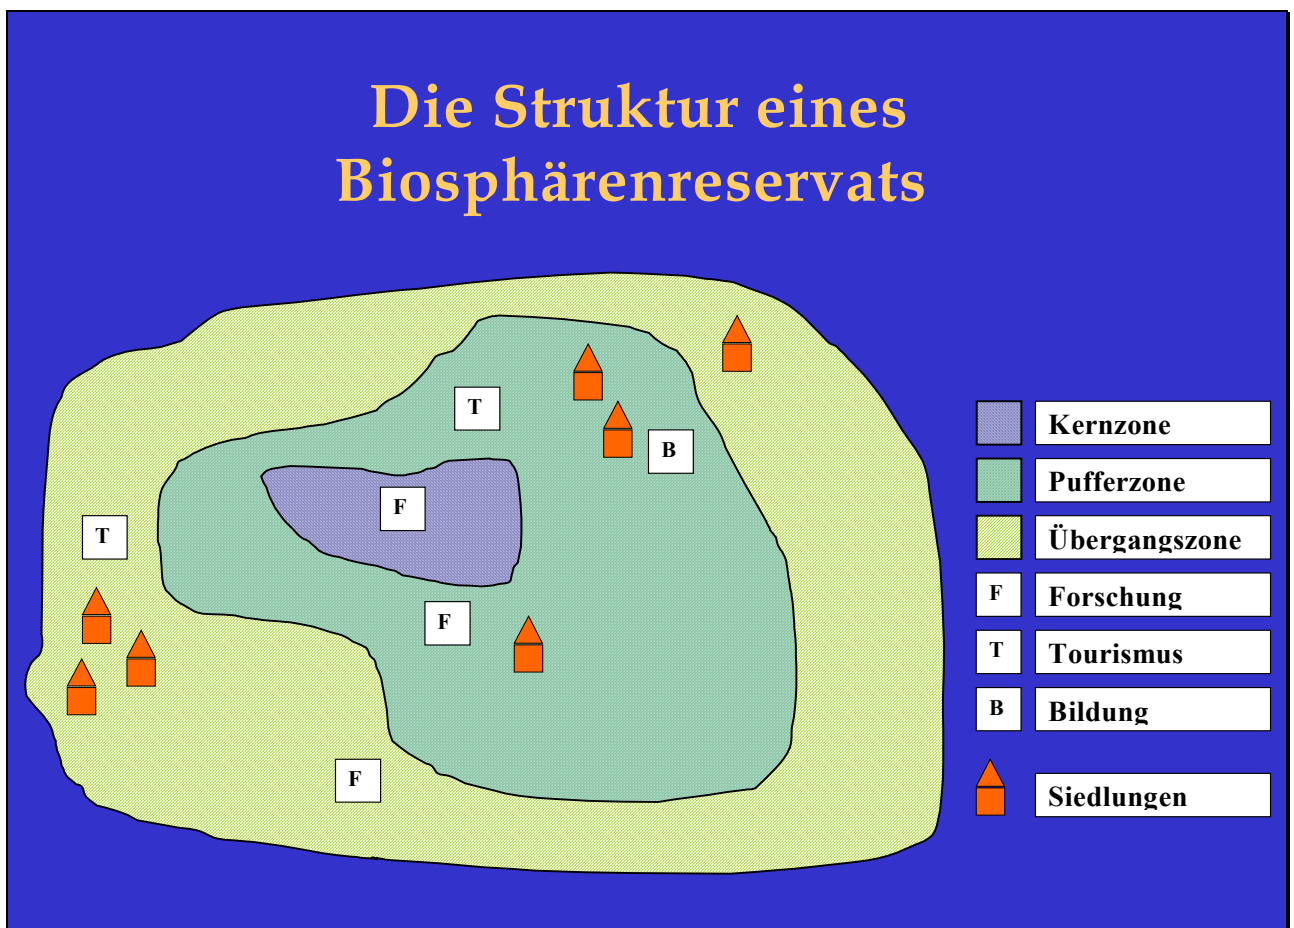 Die Struktur eines
Biosphärenreservats
T
B
F
T
F
F
Kernzone
Pufferzone
Übergangszone
F Forschung
T Tourismus
B Bildung
Siedlungen